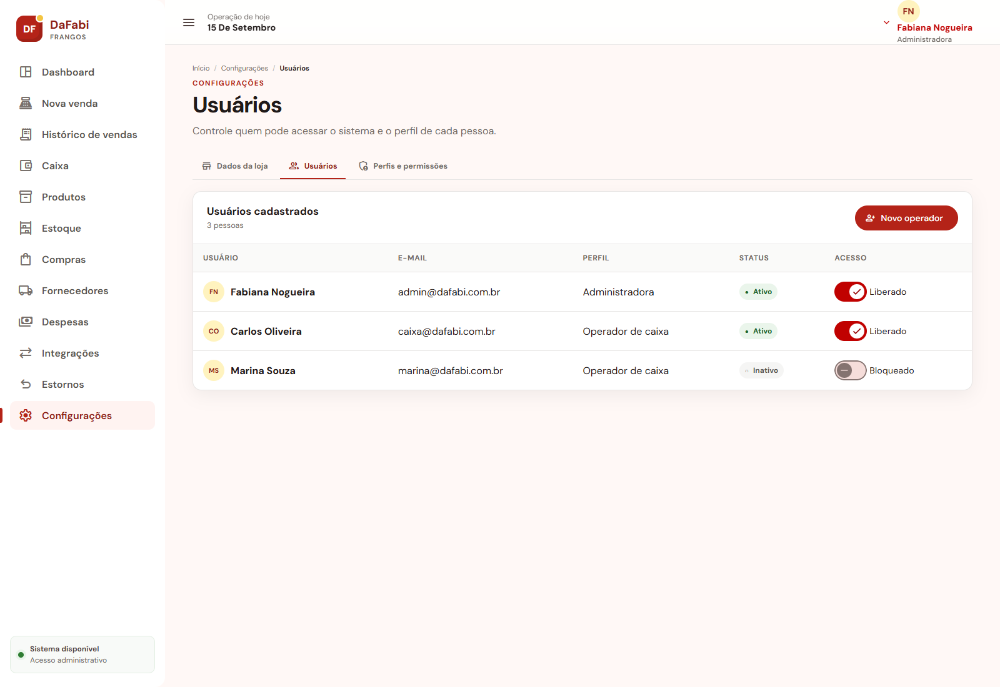 DF
DaFabi
FRANGOS
Dashboard
Nova venda
Histórico de vendas
Caixa
Produtos
Estoque
Compras
Fornecedores
Despesas
Integrações
Estornos
Configurações
Sistema disponível
Acesso administrativo
Operação de hoje
15 De Setembro
FN
Fabiana Nogueira
Administradora
Início / Configurações / Usuários
CONFIGURAÇÕES
Usuários
Controle quem pode acessar o sistema e o perfil de cada pessoa.
Dados da loja Usuários Perfis e permissões
Usuários cadastrados
3 pessoas
Novo operador
USUÁRIO E-MAIL PERFIL STATUS ACESSO
FN Fabiana Nogueira admin@dafabi.com.br Administradora Ativo Liberado
CO Carlos Oliveira caixa@dafabi.com.br Operador de caixa Ativo Liberado
MS Marina Souza marina@dafabi.com.br Operador de caixa Inativo Bloqueado